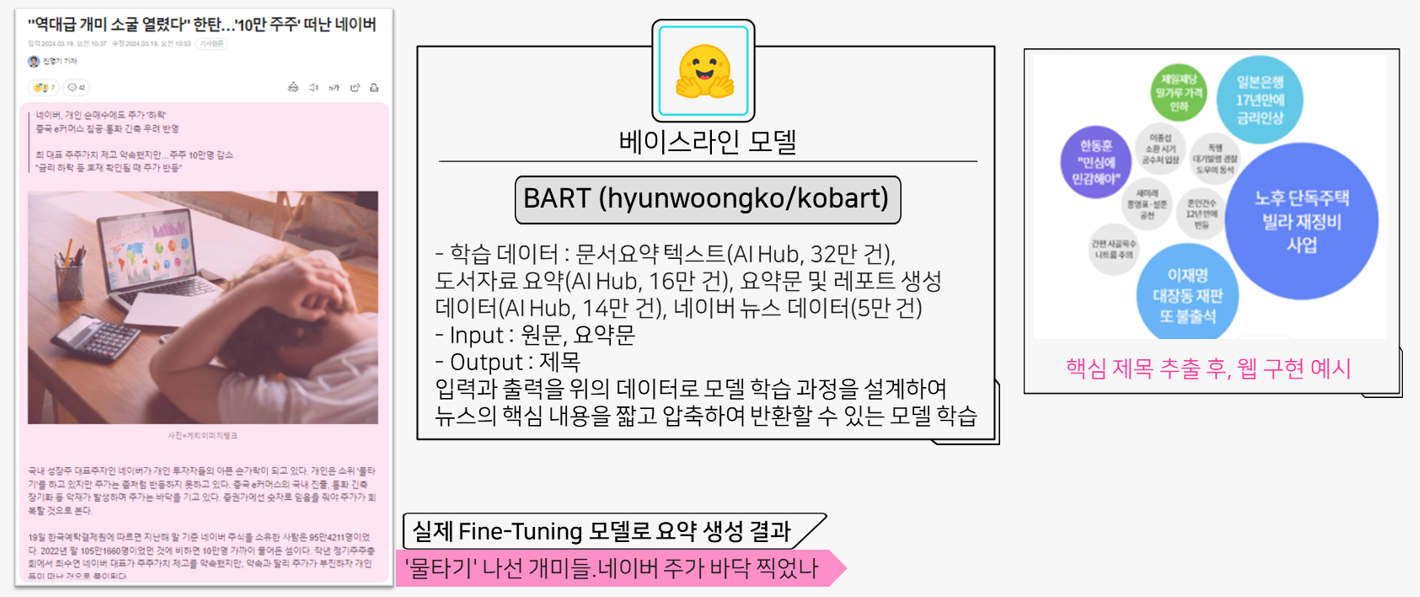 "역대급 개미 소굴 열렸다" 한탄…'10만 주주' 떠난 네이버
입력 2024.03.19. 오전 10:37 · 수정 2024.03.19. 오전 10:53 기사원문
진영기 기자
7
42
가
네이버, 개인 순매수에도 주가 '하락'
중국 e커머스 침공·통화 긴축 우려 반영
최 대표 주주가치 제고 약속했지만…주주 10만명 감소
"금리 하락 등 호재 확인될 때 주가 반등"
사진=게티이미지뱅크
국내 성장주 대표주자인 네이버가 개인 투자자들의 아픈 손가락이 되고 있다. 개인은 소위 '물타
기'를 하고 있지만 주가는 좀처럼 반등하지 못하고 있다. 중국 e커머스의 국내 진출, 통화 긴축
장기화 등 악재가 발생하며 주가는 바닥을 기고 있다. 증권가에선 숫자로 믿음을 줘야 주가가 회
복할 것으로 본다.
19일 한국예탁결제원에 따르면 지난해 말 기준 네이버 주식을 소유한 사람은 95만4211명이었
다. 2022년 말 105만1660명이었던 것에 비하면 10만명 가까이 줄어든 셈이다. 작년 정기주주총
회에서 최수연 네이버 대표가 주주가치 제고를 약속했지만, 약속과 달리 주가가 부진하자 개인
들이 떠난 것으로 풀이된다
베이스라인 모델
BART (hyunwoongko/kobart)
- 학습 데이터 : 문서요약 텍스트(AI Hub, 32만 건),
도서자료 요약(AI Hub, 16만 건), 요약문 및 레포트 생성
데이터(AI Hub, 14만 건), 네이버 뉴스 데이터(5만 건)
- Input : 원문, 요약문
- Output : 제목
입력과 출력을 위의 데이터로 모델 학습 과정을 설계하여
뉴스의 핵심 내용을 짧고 압축하여 반환할 수 있는 모델 학습
실제 Fine-Tuning 모델로 요약 생성 결과
'물타기' 나선 개미들.네이버 주가 바닥 찍었나
제일제당
밀가루 가격
인하
일본은행
17년만에
금리인상
한동훈
"민심에
민감해야"
이종섭
소환 시기
공수처 입장
폭행
대기발령 경찰
도우미 동석
새미래
홍영표·설훈
공천
혼인건수
12년 만에
반등
간편 사골육수
나트륨 주의
노후 단독주택
빌라 재정비
사업
이재명
대장동 재판
또 불출석
핵심 제목 추출 후, 웹 구현 예시